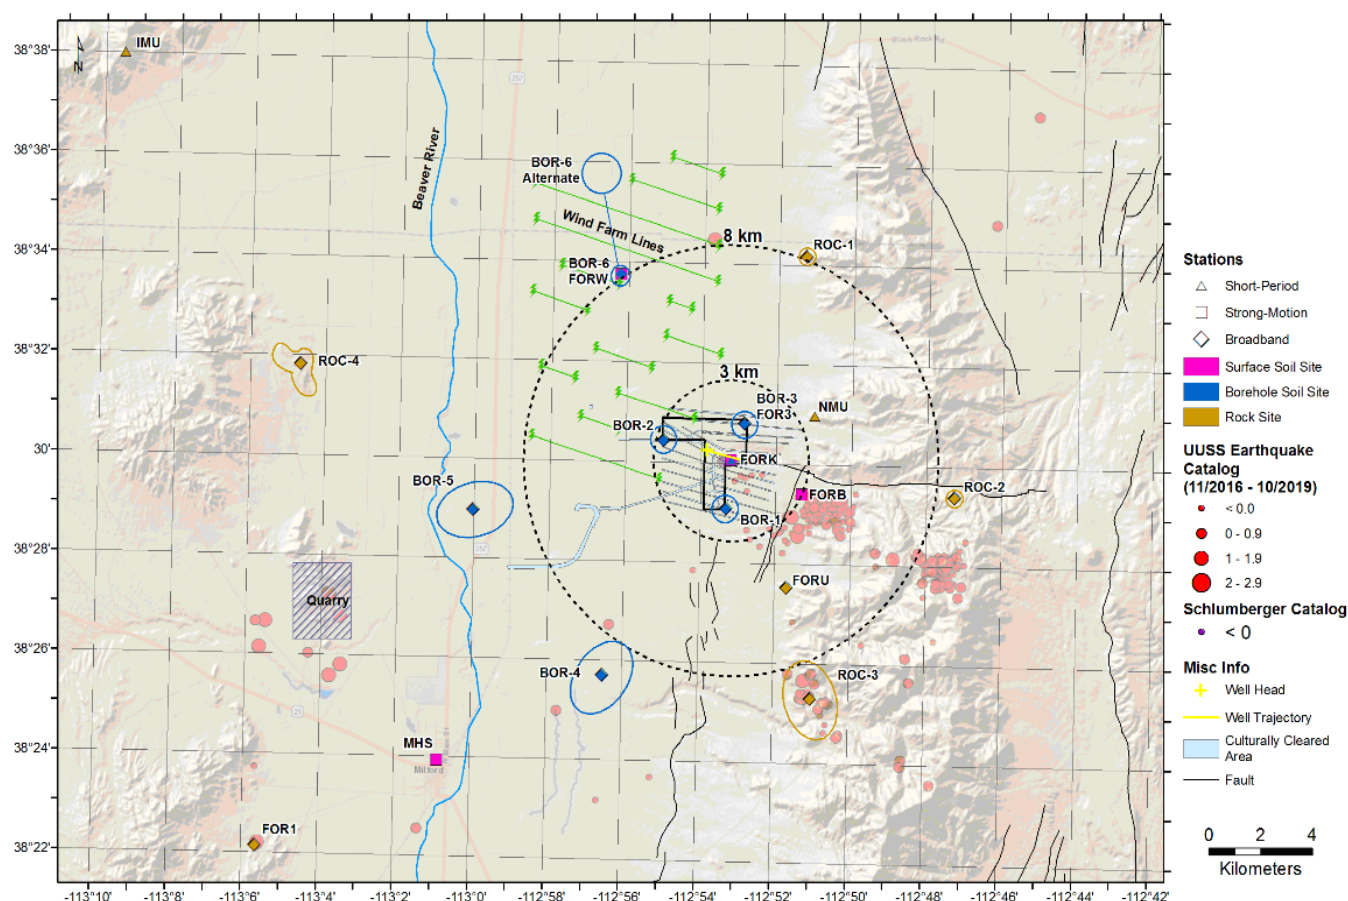 38°38'
38°36'
38°34'
38°32'
30'
38°28'
38°26'
38°24'
38°22'
IMU
N
Black Rock Rd
257
Beaver River
BOR-6
Alternate
Wind Farm Lines
8 km
ROC-1
BOR-6
FORW
ROC-4
3 km
BOR-3
FOR3
NMU
BOR-2
FORK
BOR-5
FORB
ROC-2
BOR-1
257
FORU
Quarry
BOR-4
ROC-3
21
MHS
Milford
FOR1
-113°10'
-113°8'
-113°6'
-113°4'
-113°2'
-113°0'
-112°58'
-112°56'
-112°54'
-112°52'
-112°50'
-112°48'
-112°46'
-112°44'
-112°42'
Stations
Short-Period
Strong-Motion
Broadband
Surface Soil Site
Borehole Soil Site
Rock Site
UUSS Earthquake
Catalog
(11/2016 - 10/2019)
< 0.0
0 - 0.9
1 - 1.9
2 - 2.9
Schlumberger Catalog
< 0
Misc Info
Well Head
Well Trajectory
Culturally Cleared
Area
Fault
0 2 4
Kilometers